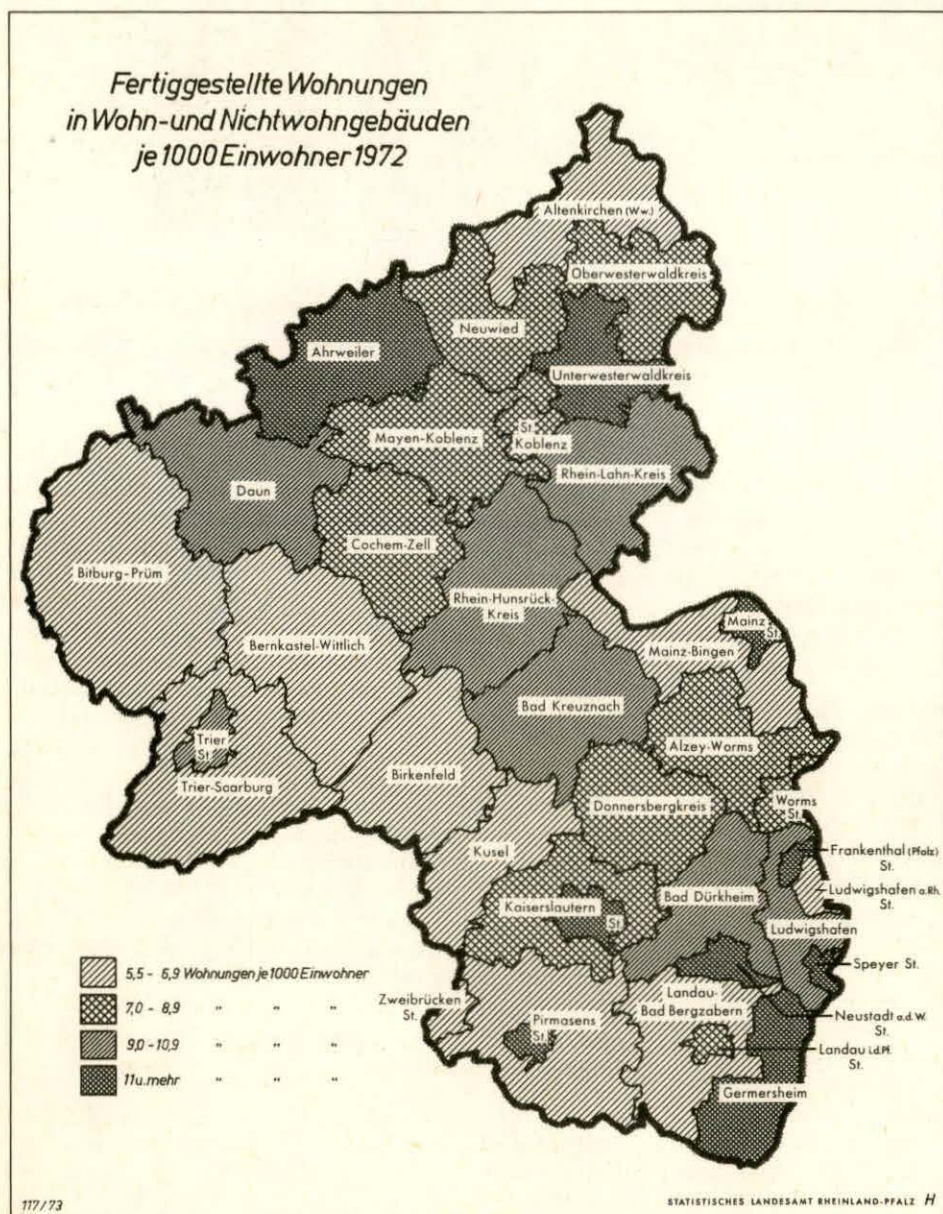 Fertiggestellte Wohnungen
in Wohn-und Nichtwohngebäuden
je 1000 Einwohner 1972
Altenkirchen (Ww.)
Oberwesterwaldkreis
Neuwied
Ahrweiler
Unterwesterwaldkreis
St.
Koblenz
Mayen-Koblenz
Rhein-Lahn-Kreis
Daun
Cochem-Zell
Bitburg-Prüm
Rhein-Hunsrück-
Kreis
Mainz
St.
Bernkastel-Wittlich
Mainz-Bingen
Bad Kreuznach
Trier
St.
Alzey-Worms
Birkenfeld
Trier-Saarburg
Donnersbergkreis
Worms
St.
Kusel
Frankenthal (Pfalz)
St.
Ludwigshafen a.Rh.
St.
Bad Dürkheim
Kaiserslautern
St.
Ludwigshafen
Speyer St.
Zweibrücken
St.
Landau-
Bad Bergzabern
Pirmasens
St.
Neustadt a.d.W.
St.
Landau i.d.Pf.
St.
Germersheim
5,5 - 6,9 Wohnungen je 1000 Einwohner
7,0 - 8,9 " " "
9,0 - 10,9 " " "
11 u. mehr " " "
117/73
STATISTISCHES LANDESAMT RHEINLAND-PFALZ H